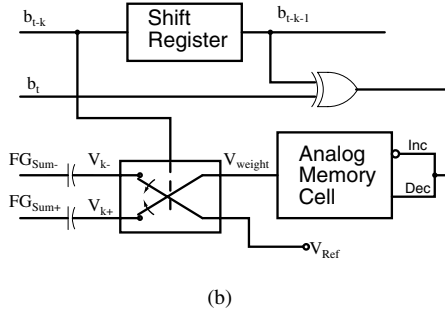 b_{t-k}
Shift
Register
b_{t-k-1}
b_t
FG_{Sum-}
V_{k-}
V_{weight}
Analog
Memory
Cell
Inc
Dec
FG_{Sum+}
V_{k+}
V_{Ref}
(b)